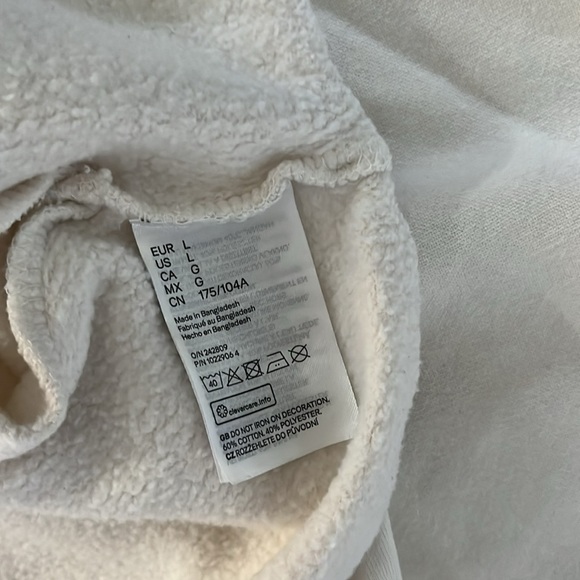 EUR L
US L
CA G
MX G
CN 175/104A
Made in Bangladesh
Fabriqué au Bangladesh
Hecho en Bangladesh
O/N 242809
P/N 1022906 4
40
clevercare.info
GB DO NOT IRON ON DECORATION.
60% COTTON. 40% POLYESTER.
CZ ROZŽEHLETE DO PŮVODNÍ